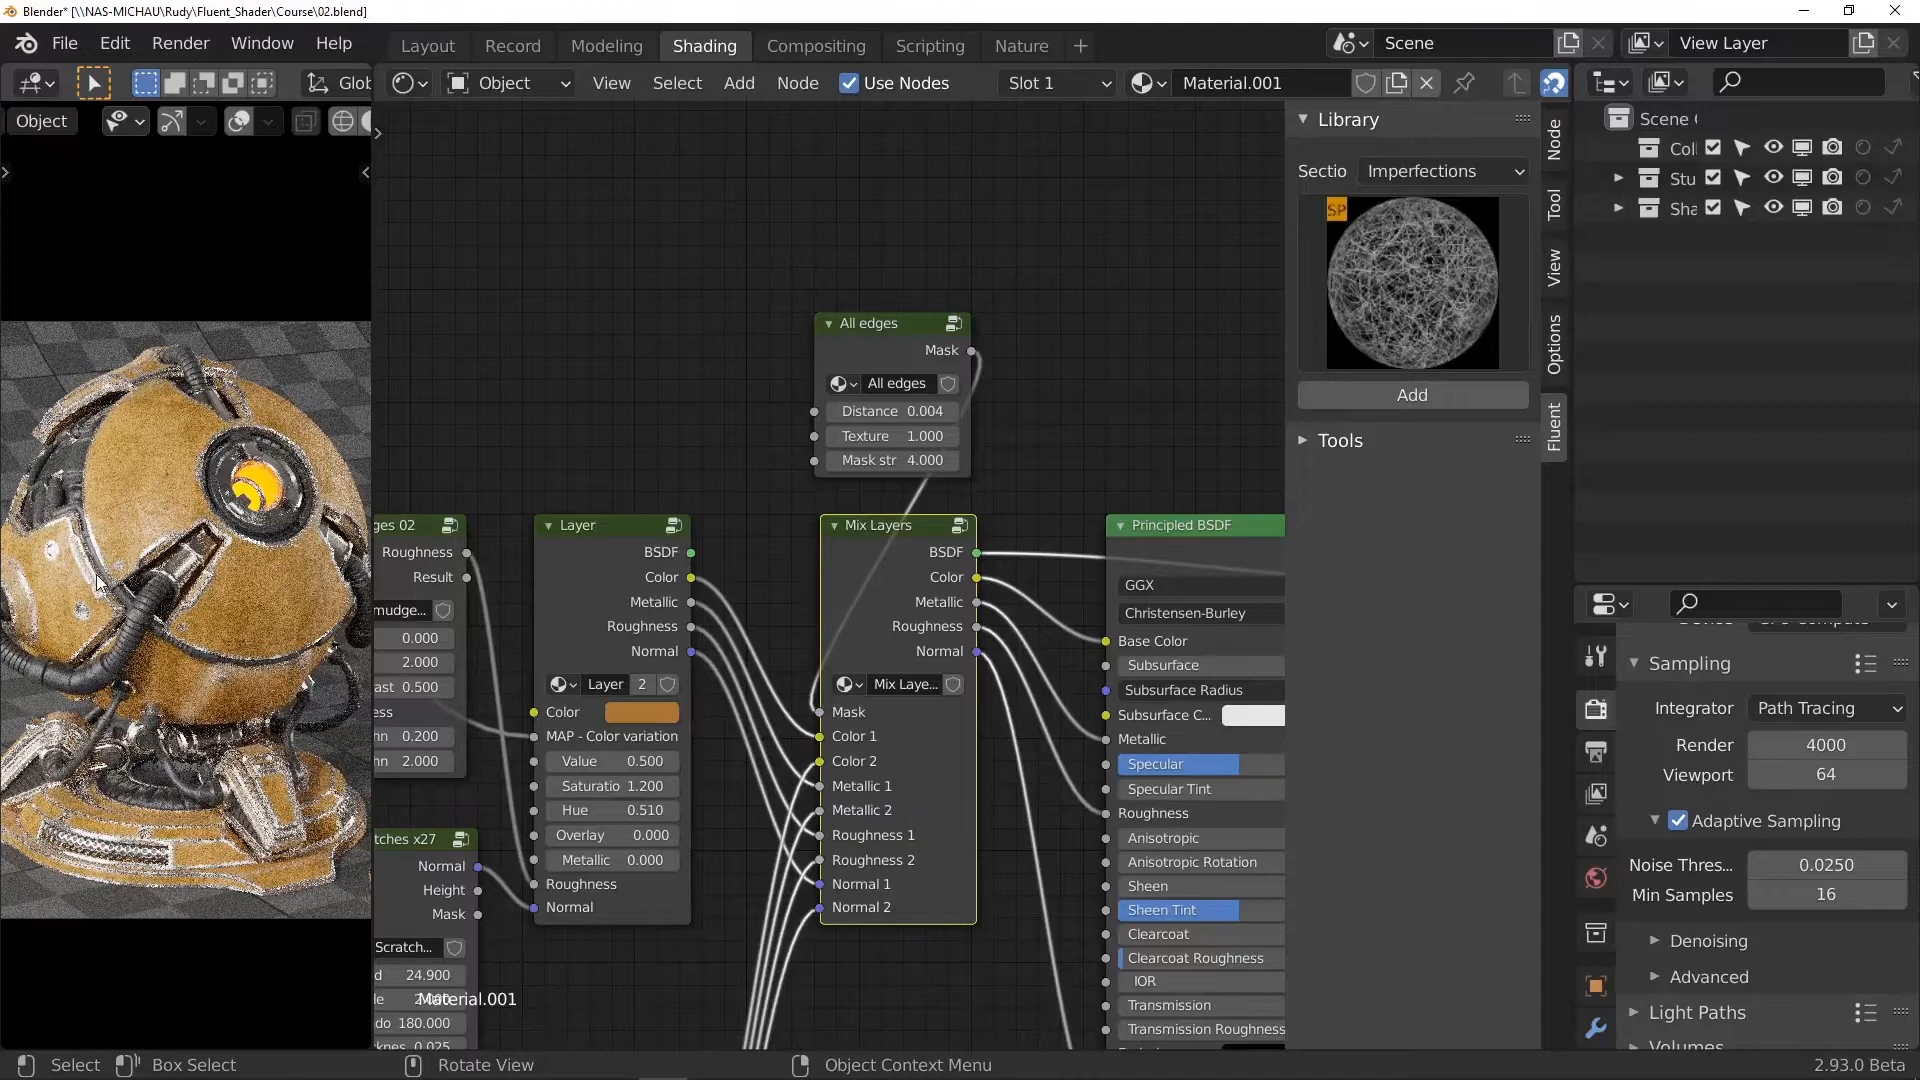 Blender* [\\NAS-MICHAU\Rudy\Fluent_Shader\Course\02.blend]
File Edit Render Window Help
Layout Record Modeling Shading Compositing Scripting Nature +
Scene
View Layer
Glob
Object
View Select Add Node Use Nodes
Slot 1
Material.001
Object
Library
Sectio Imperfections
SP
Add
Tools
Node
Tool
View
Options
Fluent
Scene (
Coll
Stu
Sha
All edges
Mask
All edges
Distance 0.004
Texture 1.000
Mask str 4.000
ges 02
Roughness
Result
mudge...
0.000
2.000
ast 0.500
ess
hn 0.200
hn 2.000
tches x27
Normal
Height
Mask
Scratch...
d 24.900
le
Material.001
do 180.000
cknes 0.025
Layer
BSDF
Color
Metallic
Roughness
Normal
Layer 2
Color
MAP - Color variation
Value 0.500
Saturatio 1.200
Hue 0.510
Overlay 0.000
Metallic 0.000
Roughness
Normal
Mix Layers
BSDF
Color
Metallic
Roughness
Normal
Mix Laye...
Mask
Color 1
Color 2
Metallic 1
Metallic 2
Roughness 1
Roughness 2
Normal 1
Normal 2
Principled BSDF
GGX
Christensen-Burley
Base Color
Subsurface
Subsurface Radius
Subsurface C...
Metallic
Specular
Specular Tint
Roughness
Anisotropic
Anisotropic Rotation
Sheen
Sheen Tint
Clearcoat
Clearcoat Roughness
IOR
Transmission
Transmission Roughness
Sampling
Integrator Path Tracing
Render 4000
Viewport 64
Adaptive Sampling
Noise Thres... 0.0250
Min Samples 16
Denoising
Advanced
Light Paths
Volumes
Select
Box Select
Rotate View
Object Context Menu
2.93.0 Beta